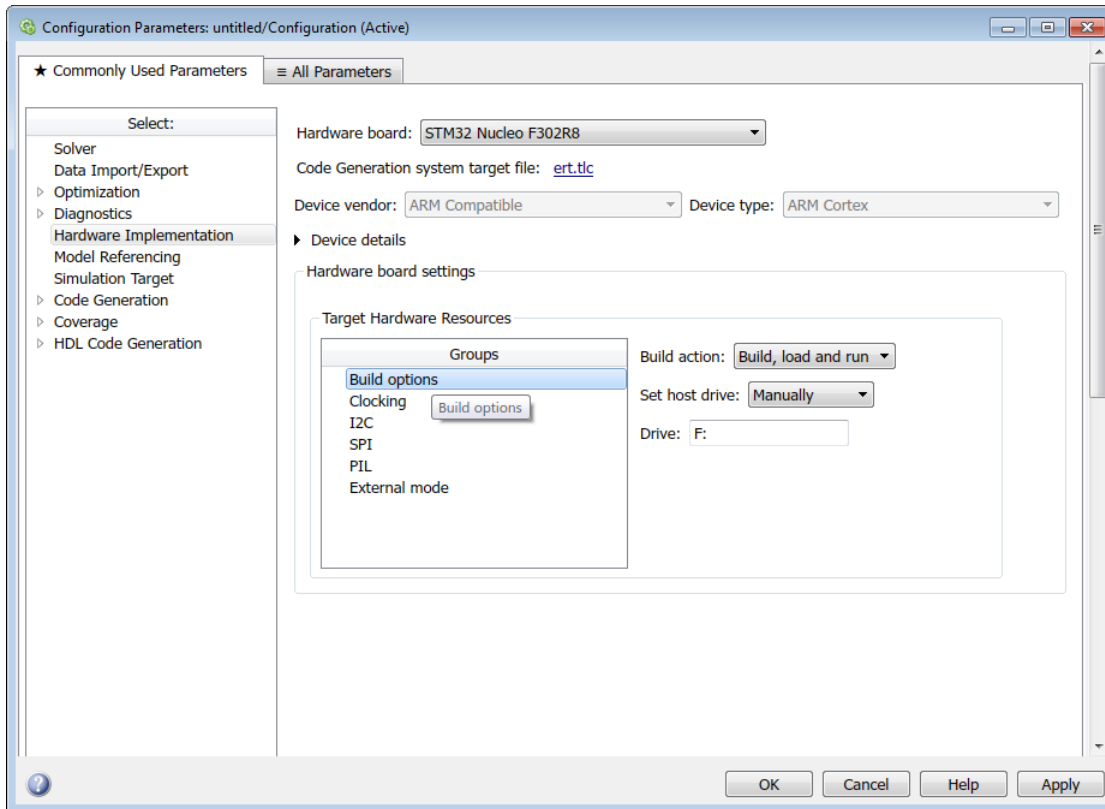 Configuration Parameters: untitled/Configuration (Active)
★ Commonly Used Parameters
≡ All Parameters
Select:
Solver
Data Import/Export
Optimization
Diagnostics
Hardware Implementation
Model Referencing
Simulation Target
Code Generation
Coverage
HDL Code Generation
Hardware board: STM32 Nucleo F302R8
Code Generation system target file: ert.tlc
Device vendor: ARM Compatible Device type: ARM Cortex
Device details
Hardware board settings
Target Hardware Resources
Groups
Build options
Clocking
Build options
I2C
SPI
PIL
External mode
Build action: Build, load and run
Set host drive: Manually
Drive: F:
? OK Cancel Help Apply